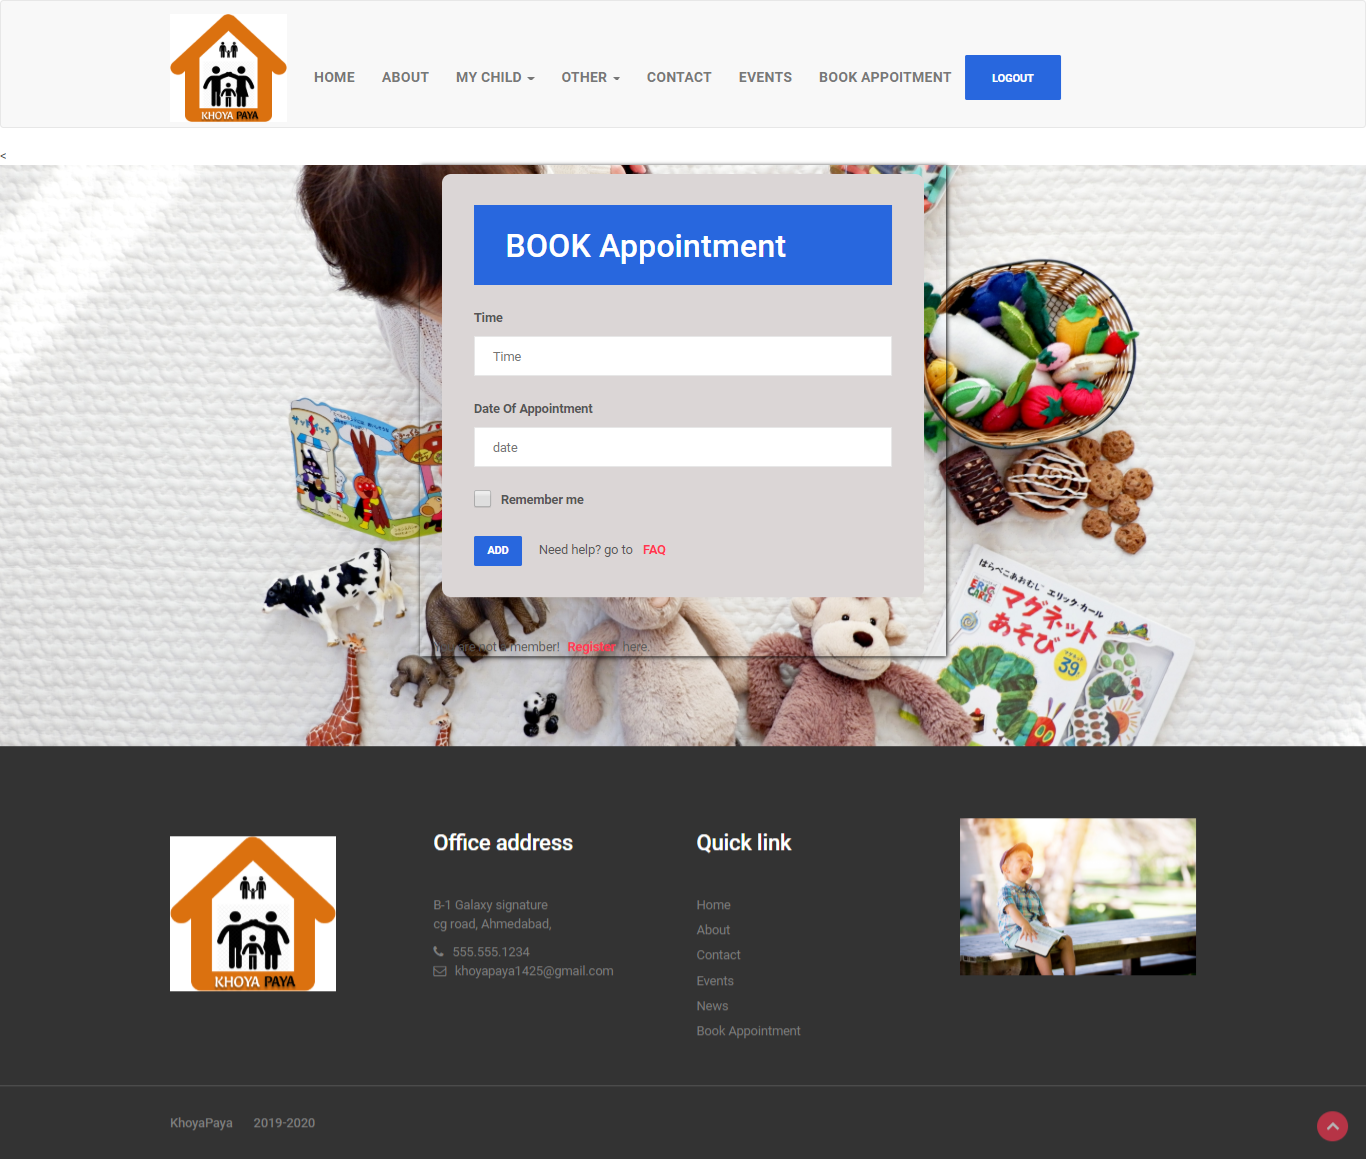 KHOYA PAYA
HOME ABOUT MY CHILD OTHER CONTACT EVENTS BOOK APPOITMENT LOGOUT
<
BOOK Appointment
Time
Time
Date Of Appointment
date
Remember me
ADD Need help? go to FAQ
はらぺこあおむし エリック・カール
ERIC CARLE
マグネット
あそび
You are not a member! Register here.
KHOYA PAYA
Office address
B-1 Galaxy signature
cg road, Ahmedabad,
555.555.1234
khoyapaya1425@gmail.com
Quick link
Home
About
Contact
Events
News
Book Appointment
KhoyaPaya 2019-2020